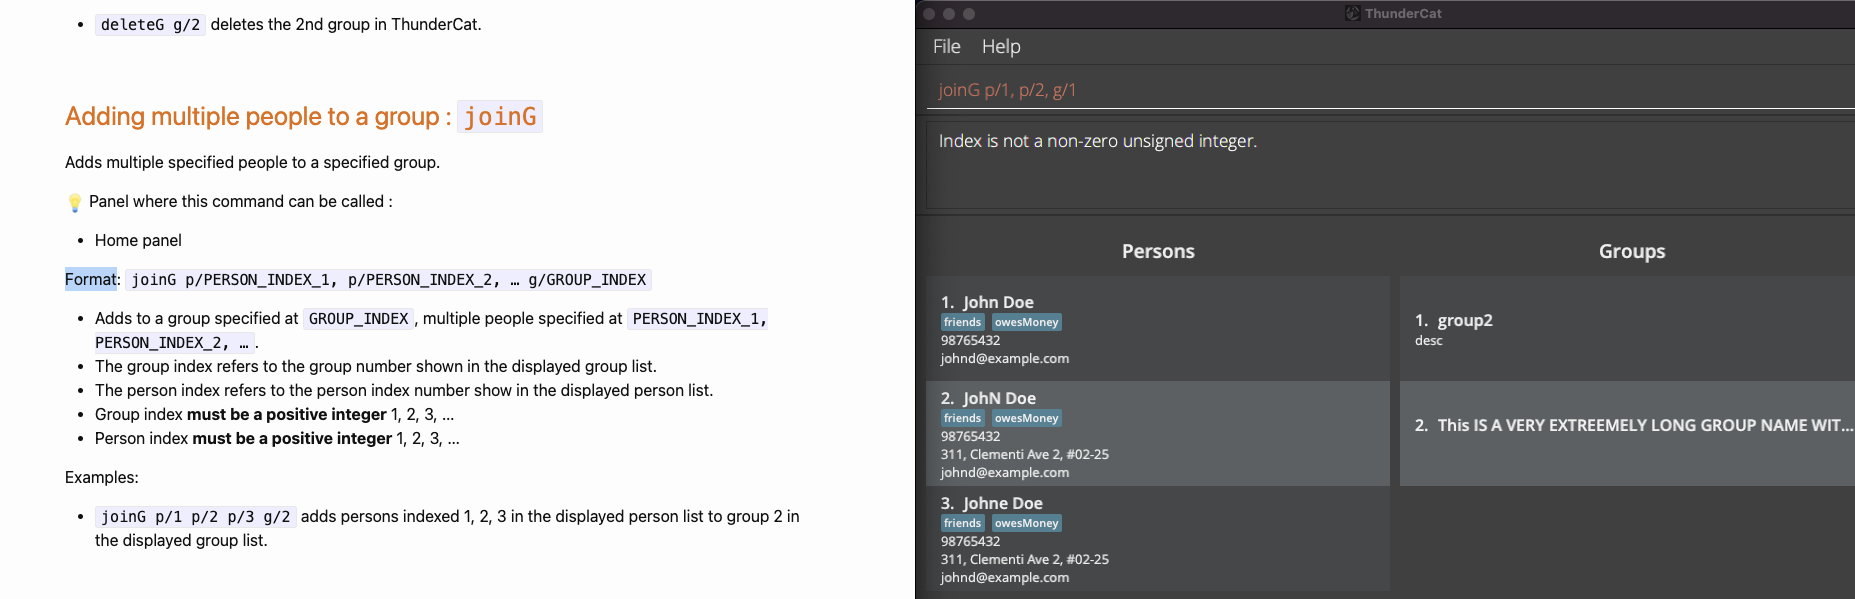 • deleteG g/2 deletes the 2nd group in ThunderCat.
Adding multiple people to a group : joinG
Adds multiple specified people to a specified group.
💡 Panel where this command can be called :
• Home panel
Format: joinG p/PERSON_INDEX_1, p/PERSON_INDEX_2, … g/GROUP_INDEX
• Adds to a group specified at GROUP_INDEX, multiple people specified at PERSON_INDEX_1,
PERSON_INDEX_2, ….
• The group index refers to the group number shown in the displayed group list.
• The person index refers to the person index number show in the displayed person list.
• Group index must be a positive integer 1, 2, 3, …
• Person index must be a positive integer 1, 2, 3, …
Examples:
• joinG p/1 p/2 p/3 g/2 adds persons indexed 1, 2, 3 in the displayed person list to group 2 in
the displayed group list.
ThunderCat
File Help
joinG p/1, p/2, g/1
Index is not a non-zero unsigned integer.
Persons
1. John Doe
friends owesMoney
98765432
johnd@example.com
2. JohN Doe
friends owesMoney
98765432
311, Clementi Ave 2, #02-25
johnd@example.com
3. Johne Doe
friends owesMoney
98765432
311, Clementi Ave 2, #02-25
johnd@example.com
Groups
1. group2
desc
2. This IS A VERY EXTREEMELY LONG GROUP NAME WIT...